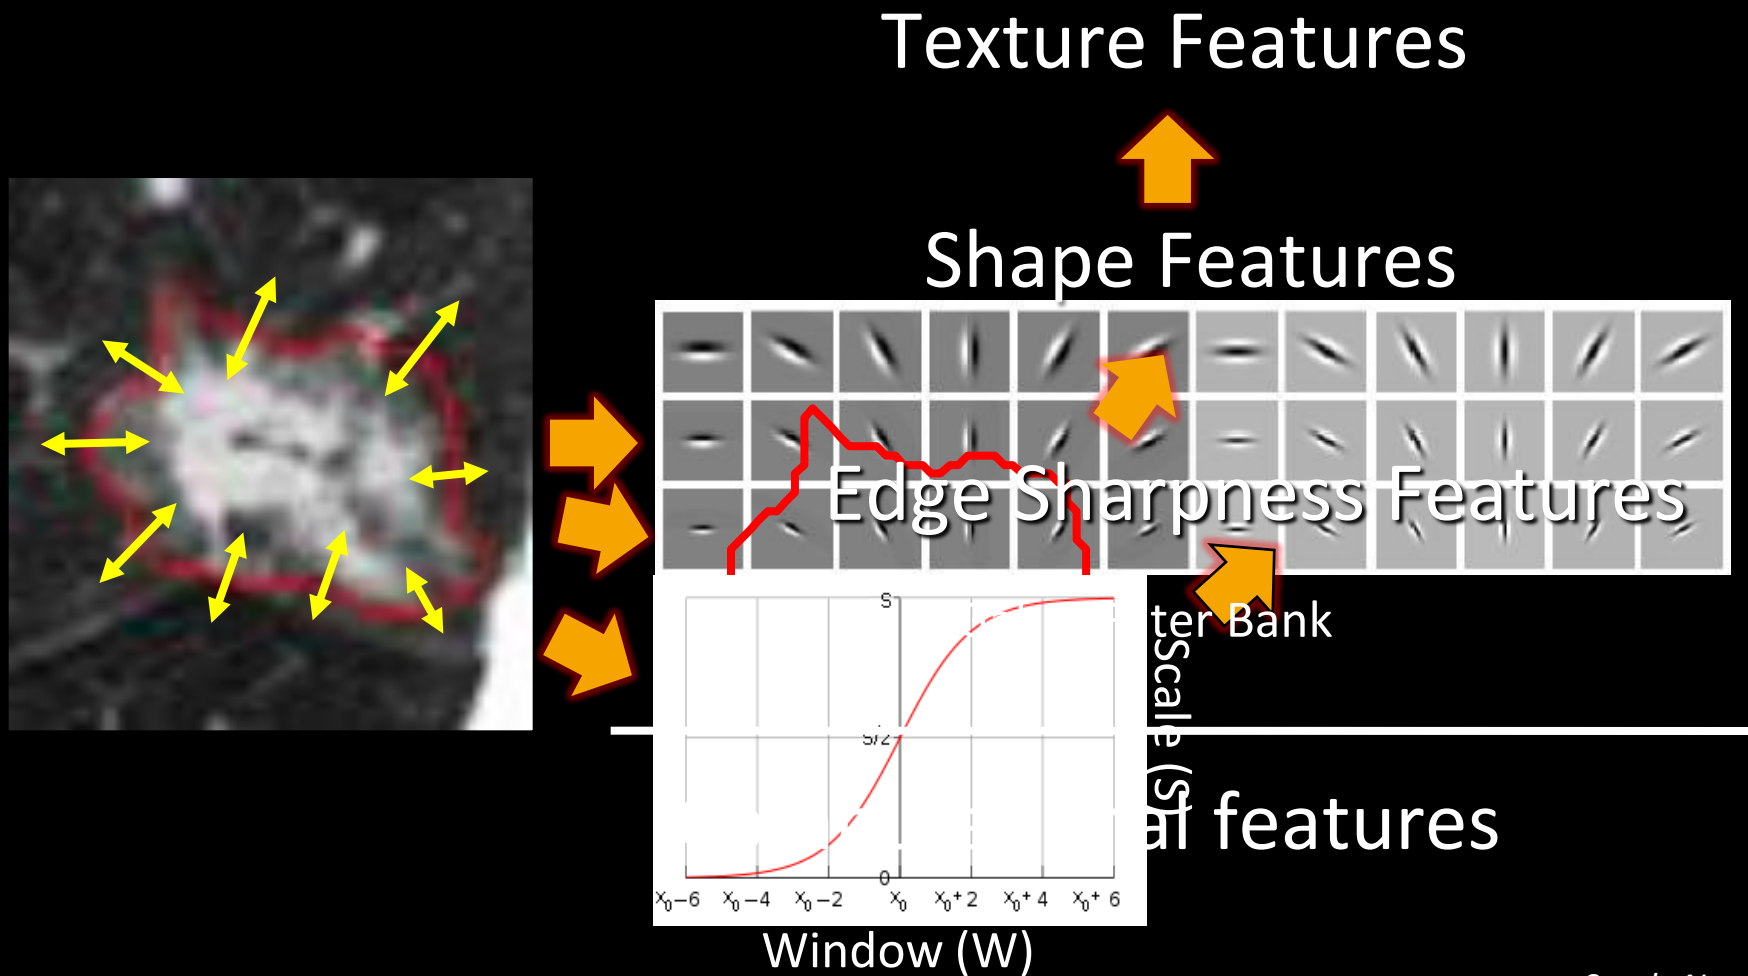 Texture Features
Shape Features
Edge Sharpness Features
ter Bank
Scale (S)
al features
S
S/2
0
x0−6 x0−4 x0−2 x0 x0+2 x0+4 x0+ 6
Window (W)